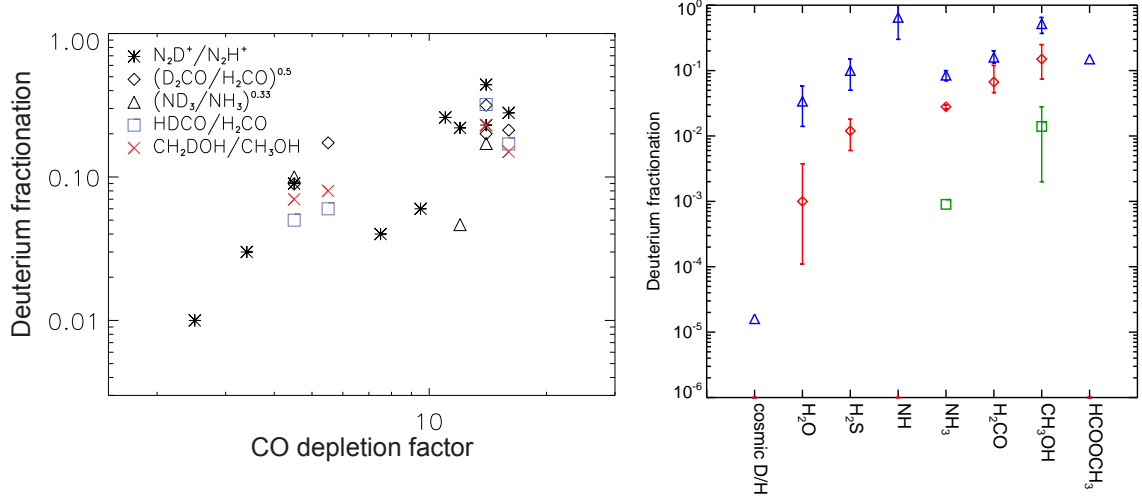 Deuterium fractionation
1.00
0.10
0.01
N₂D⁺/N₂H⁺
(D₂CO/H₂CO)⁰·⁵
(ND₃/NH₃)⁰·³³
HDCO/H₂CO
CH₂DOH/CH₃OH
10
CO depletion factor
Deuterium fractionation
10⁰
10⁻¹
10⁻²
10⁻³
10⁻⁴
10⁻⁵
10⁻⁶
cosmic D/H
H₂O
H₂S
NH
NH₃
H₂CO
CH₃OH
HCOOCH₃